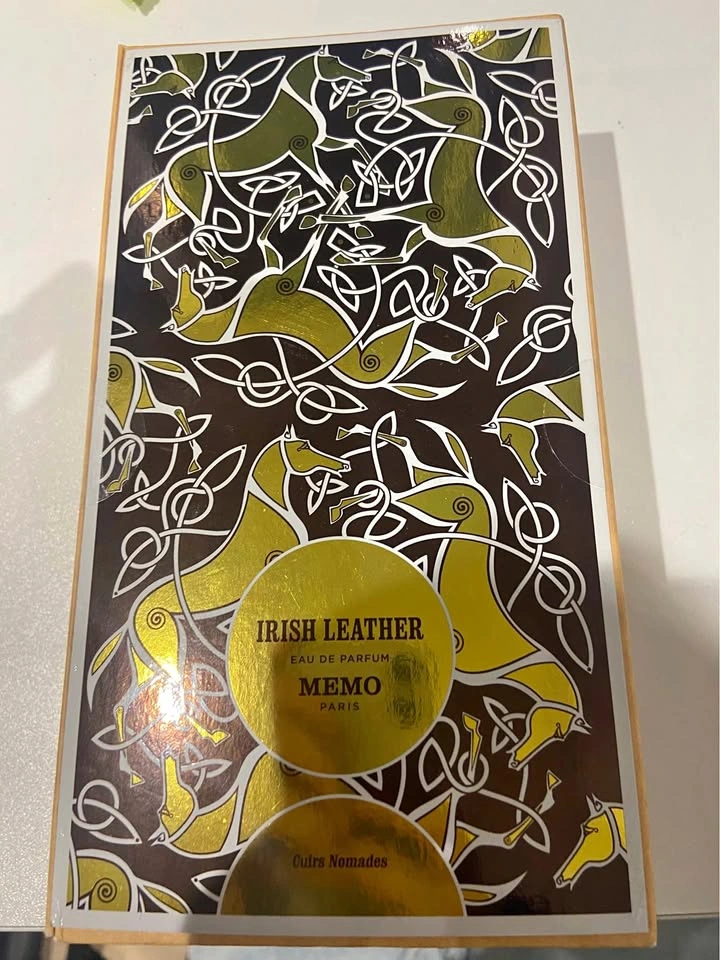 IRISH LEATHER
EAU DE PARFUM
MEMO
PARIS
Cuirs Nomades